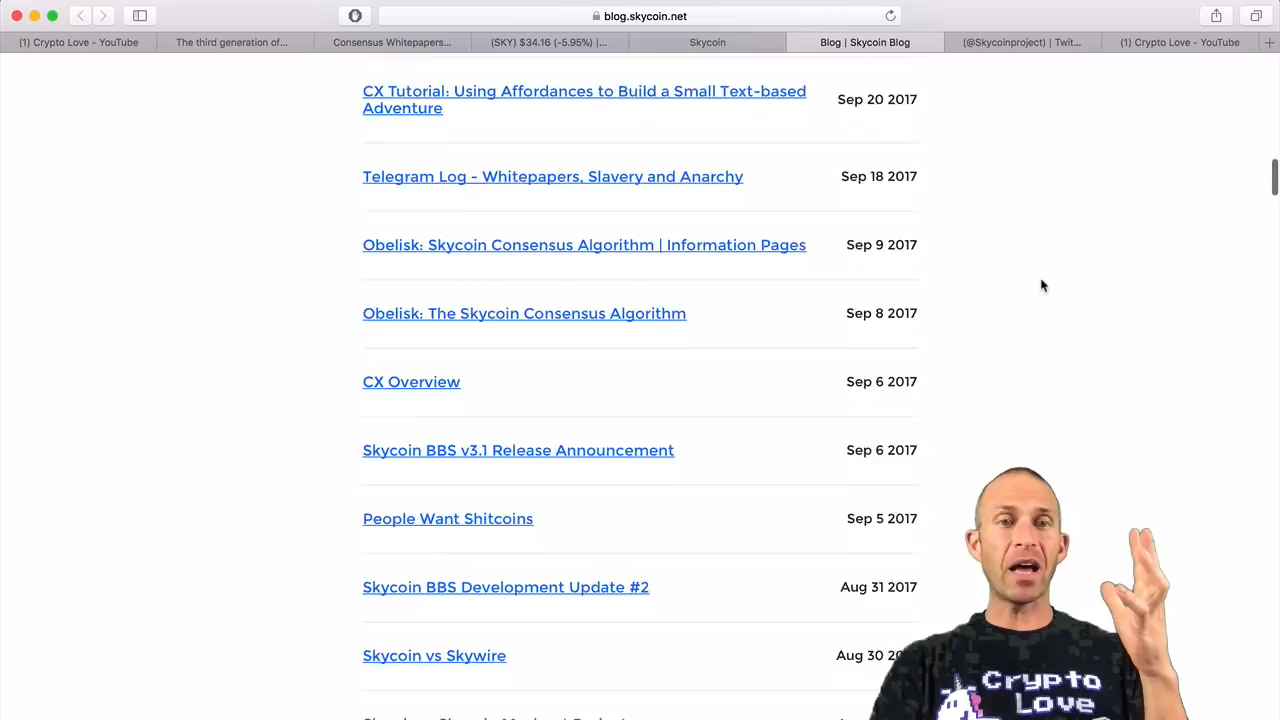 blog.skycoin.net
(1) Crypto Love - YouTube
The third generation of...
Consensus Whitepapers...
(SKY) $34.16 (-5.95%) |...
Skycoin
Blog | Skycoin Blog
(@Skycoinproject) | Twit...
(1) Crypto Love - YouTube
CX Tutorial: Using Affordances to Build a Small Text-based
Adventure
Sep 20 2017
Telegram Log - Whitepapers, Slavery and Anarchy
Sep 18 2017
Obelisk: Skycoin Consensus Algorithm | Information Pages
Sep 9 2017
Obelisk: The Skycoin Consensus Algorithm
Sep 8 2017
CX Overview
Sep 6 2017
Skycoin BBS v3.1 Release Announcement
Sep 6 2017
People Want Shitcoins
Sep 5 2017
Skycoin BBS Development Update #2
Aug 31 2017
Skycoin vs Skywire
Aug 30
Crypto
Love